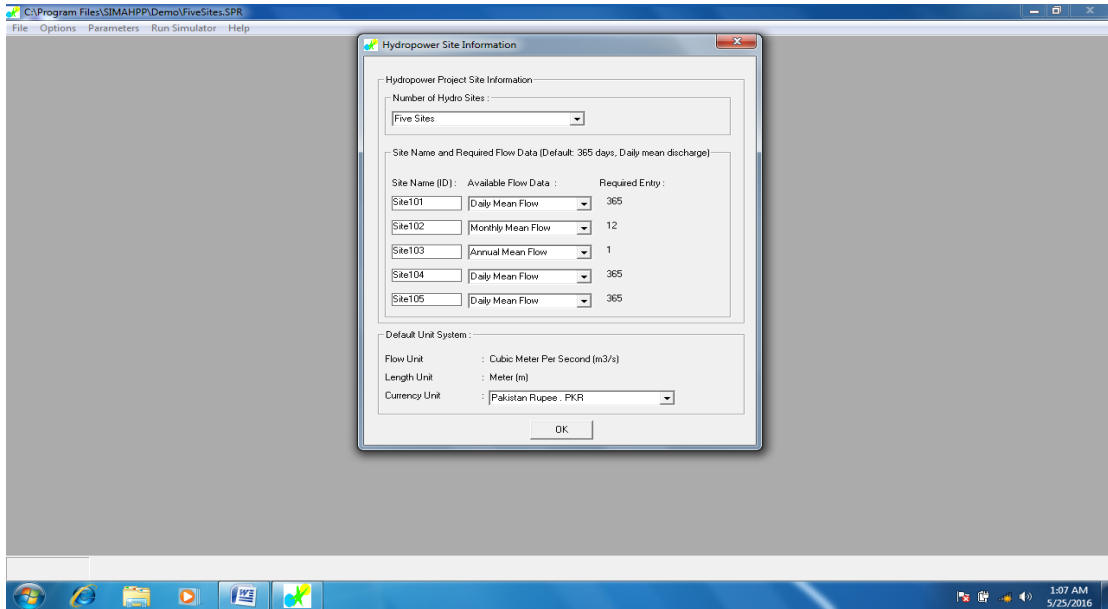 C:\Program Files\SIMAHPP\Demo\FiveSites.SPR
File Options Parameters Run Simulator Help
Hydropower Site Information
Hydropower Project Site Information
Number of Hydro Sites :
Five Sites
Site Name and Required Flow Data (Default: 365 days, Daily mean discharge)
Site Name (ID) : Available Flow Data : Required Entry :
Site101 Daily Mean Flow 365
Site102 Monthly Mean Flow 12
Site103 Annual Mean Flow 1
Site104 Daily Mean Flow 365
Site105 Daily Mean Flow 365
Default Unit System :
Flow Unit : Cubic Meter Per Second (m3/s)
Length Unit : Meter (m)
Currency Unit : Pakistan Rupee . PKR
OK
1:07 AM
5/25/2016